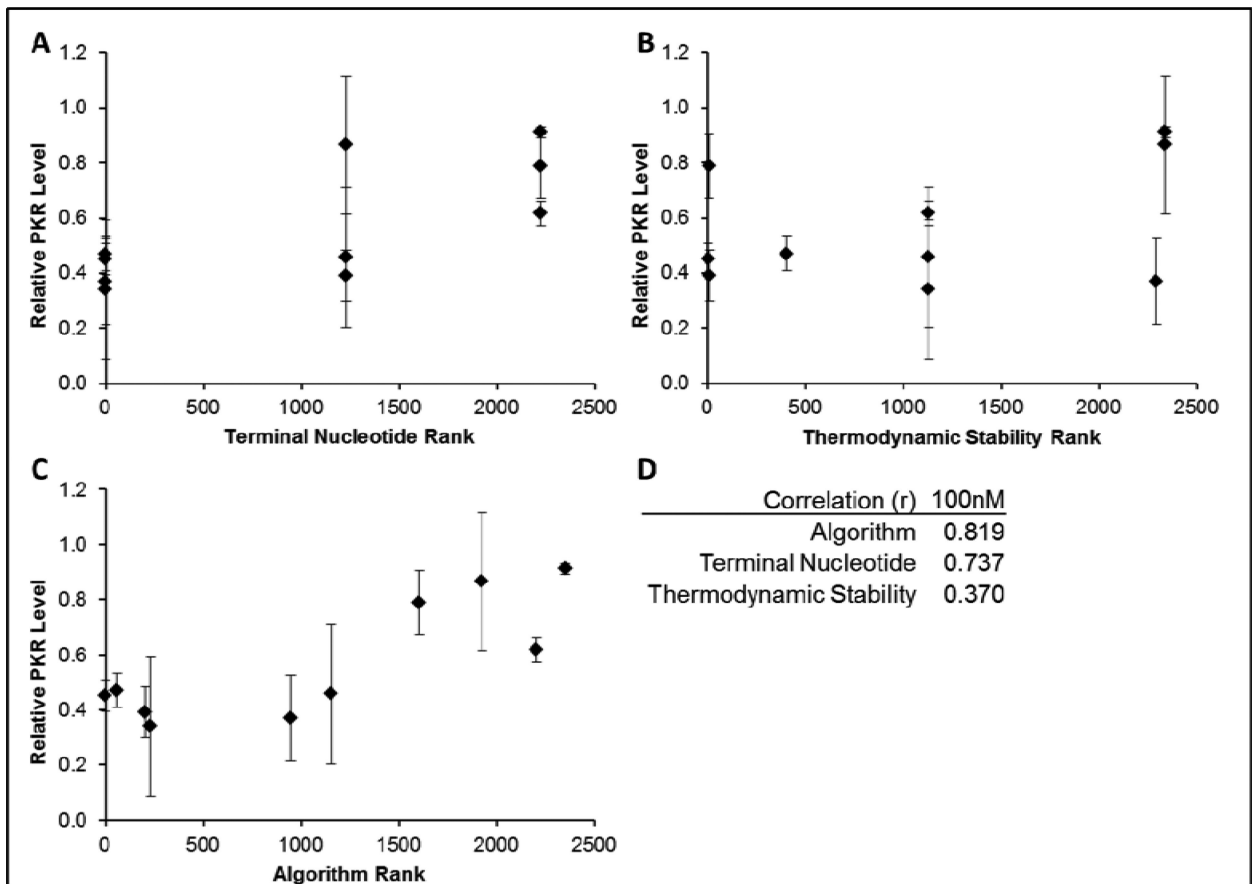 A
Relative PKR Level
1.2
1.0
0.8
0.6
0.4
0.2
0.0
0 500 1000 1500 2000 2500
Terminal Nucleotide Rank
B
Relative PKR Level
1.2
1.0
0.8
0.6
0.4
0.2
0.0
0 500 1000 1500 2000 2500
Thermodynamic Stability Rank
C
Relative PKR Level
1.2
1.0
0.8
0.6
0.4
0.2
0.0
0 500 1000 1500 2000 2500
Algorithm Rank
D
Correlation (r) 100nM
Algorithm 0.819
Terminal Nucleotide 0.737
Thermodynamic Stability 0.370